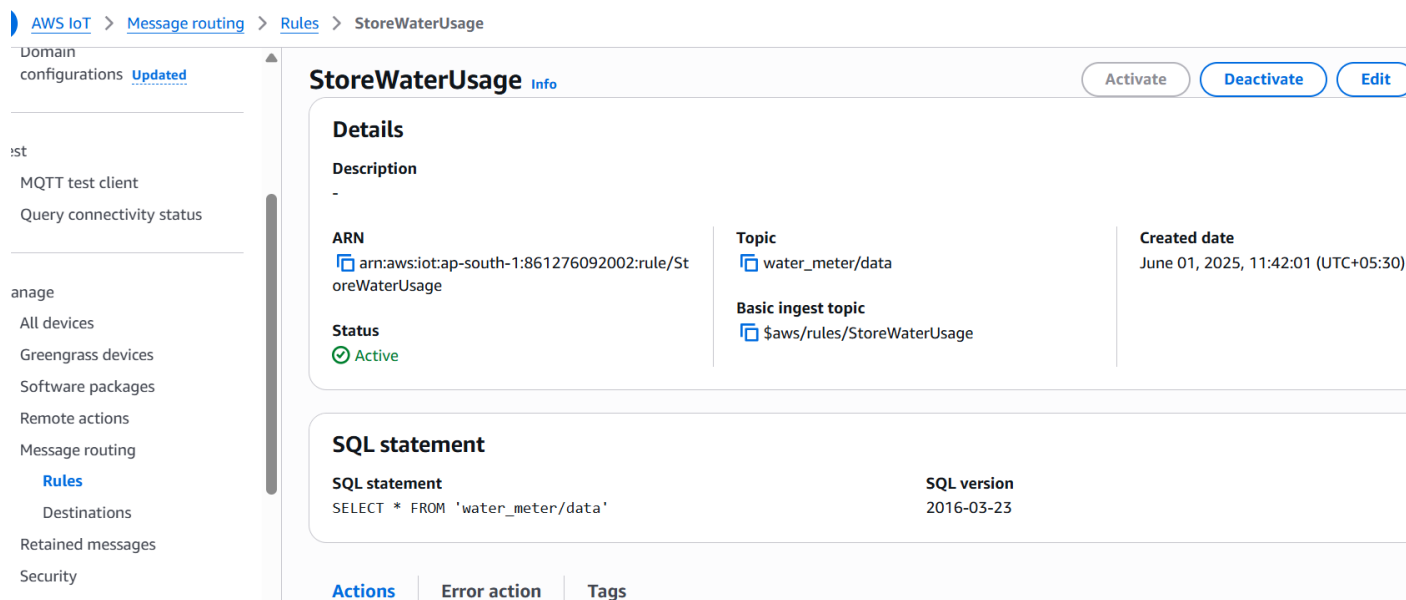 AWS IoT > Message routing > Rules > StoreWaterUsage
Domain
configurations Updated
est
MQTT test client
Query connectivity status
anage
All devices
Greengrass devices
Software packages
Remote actions
Message routing
Rules
Destinations
Retained messages
Security
StoreWaterUsage Info
Activate
Deactivate
Edit
Details
Description
-
ARN
arn:aws:iot:ap-south-1:861276092002:rule/St
oreWaterUsage
Status
Active
Topic
water_meter/data
Basic ingest topic
$aws/rules/StoreWaterUsage
Created date
June 01, 2025, 11:42:01 (UTC+05:30)
SQL statement
SQL statement
SELECT * FROM 'water_meter/data'
SQL version
2016-03-23
Actions
Error action
Tags